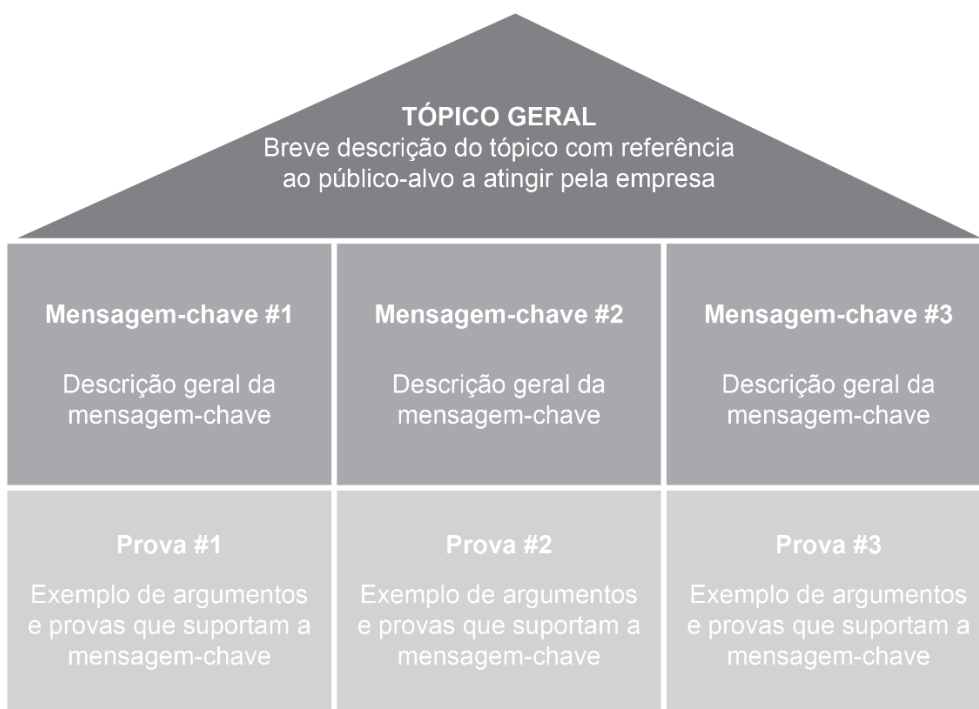 TÓPICO GERAL
Breve descrição do tópico com referência
ao público-alvo a atingir pela empresa
Mensagem-chave #1
Descrição geral da
mensagem-chave
Mensagem-chave #2
Descrição geral da
mensagem-chave
Mensagem-chave #3
Descrição geral da
mensagem-chave
Prova #1
Exemplo de argumentos
e provas que suportam a
mensagem-chave
Prova #2
Exemplo de argumentos
e provas que suportam a
mensagem-chave
Prova #3
Exemplo de argumentos
e provas que suportam a
mensagem-chave